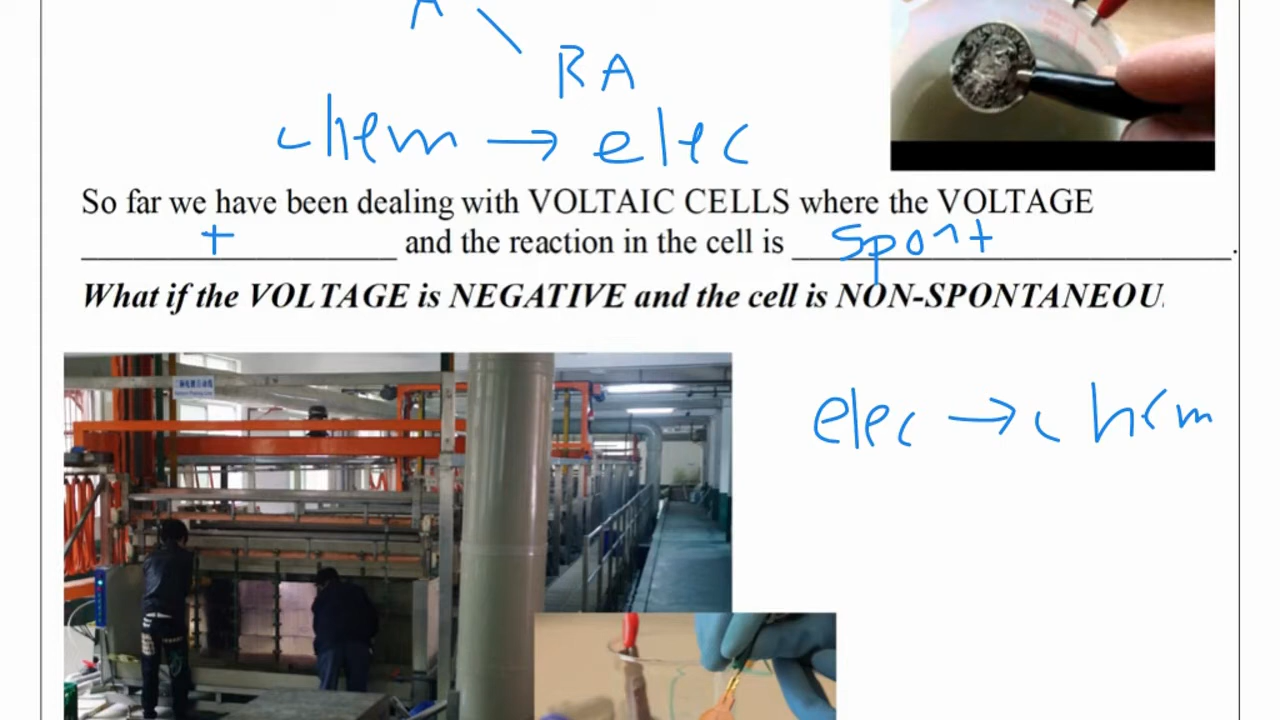 A
RA
chem → elec
So far we have been dealing with VOLTAIC CELLS where the VOLTAGE
+ and the reaction in the cell is spont.
What if the VOLTAGE is NEGATIVE and the cell is NON-SPONTANEOU
elec → chem